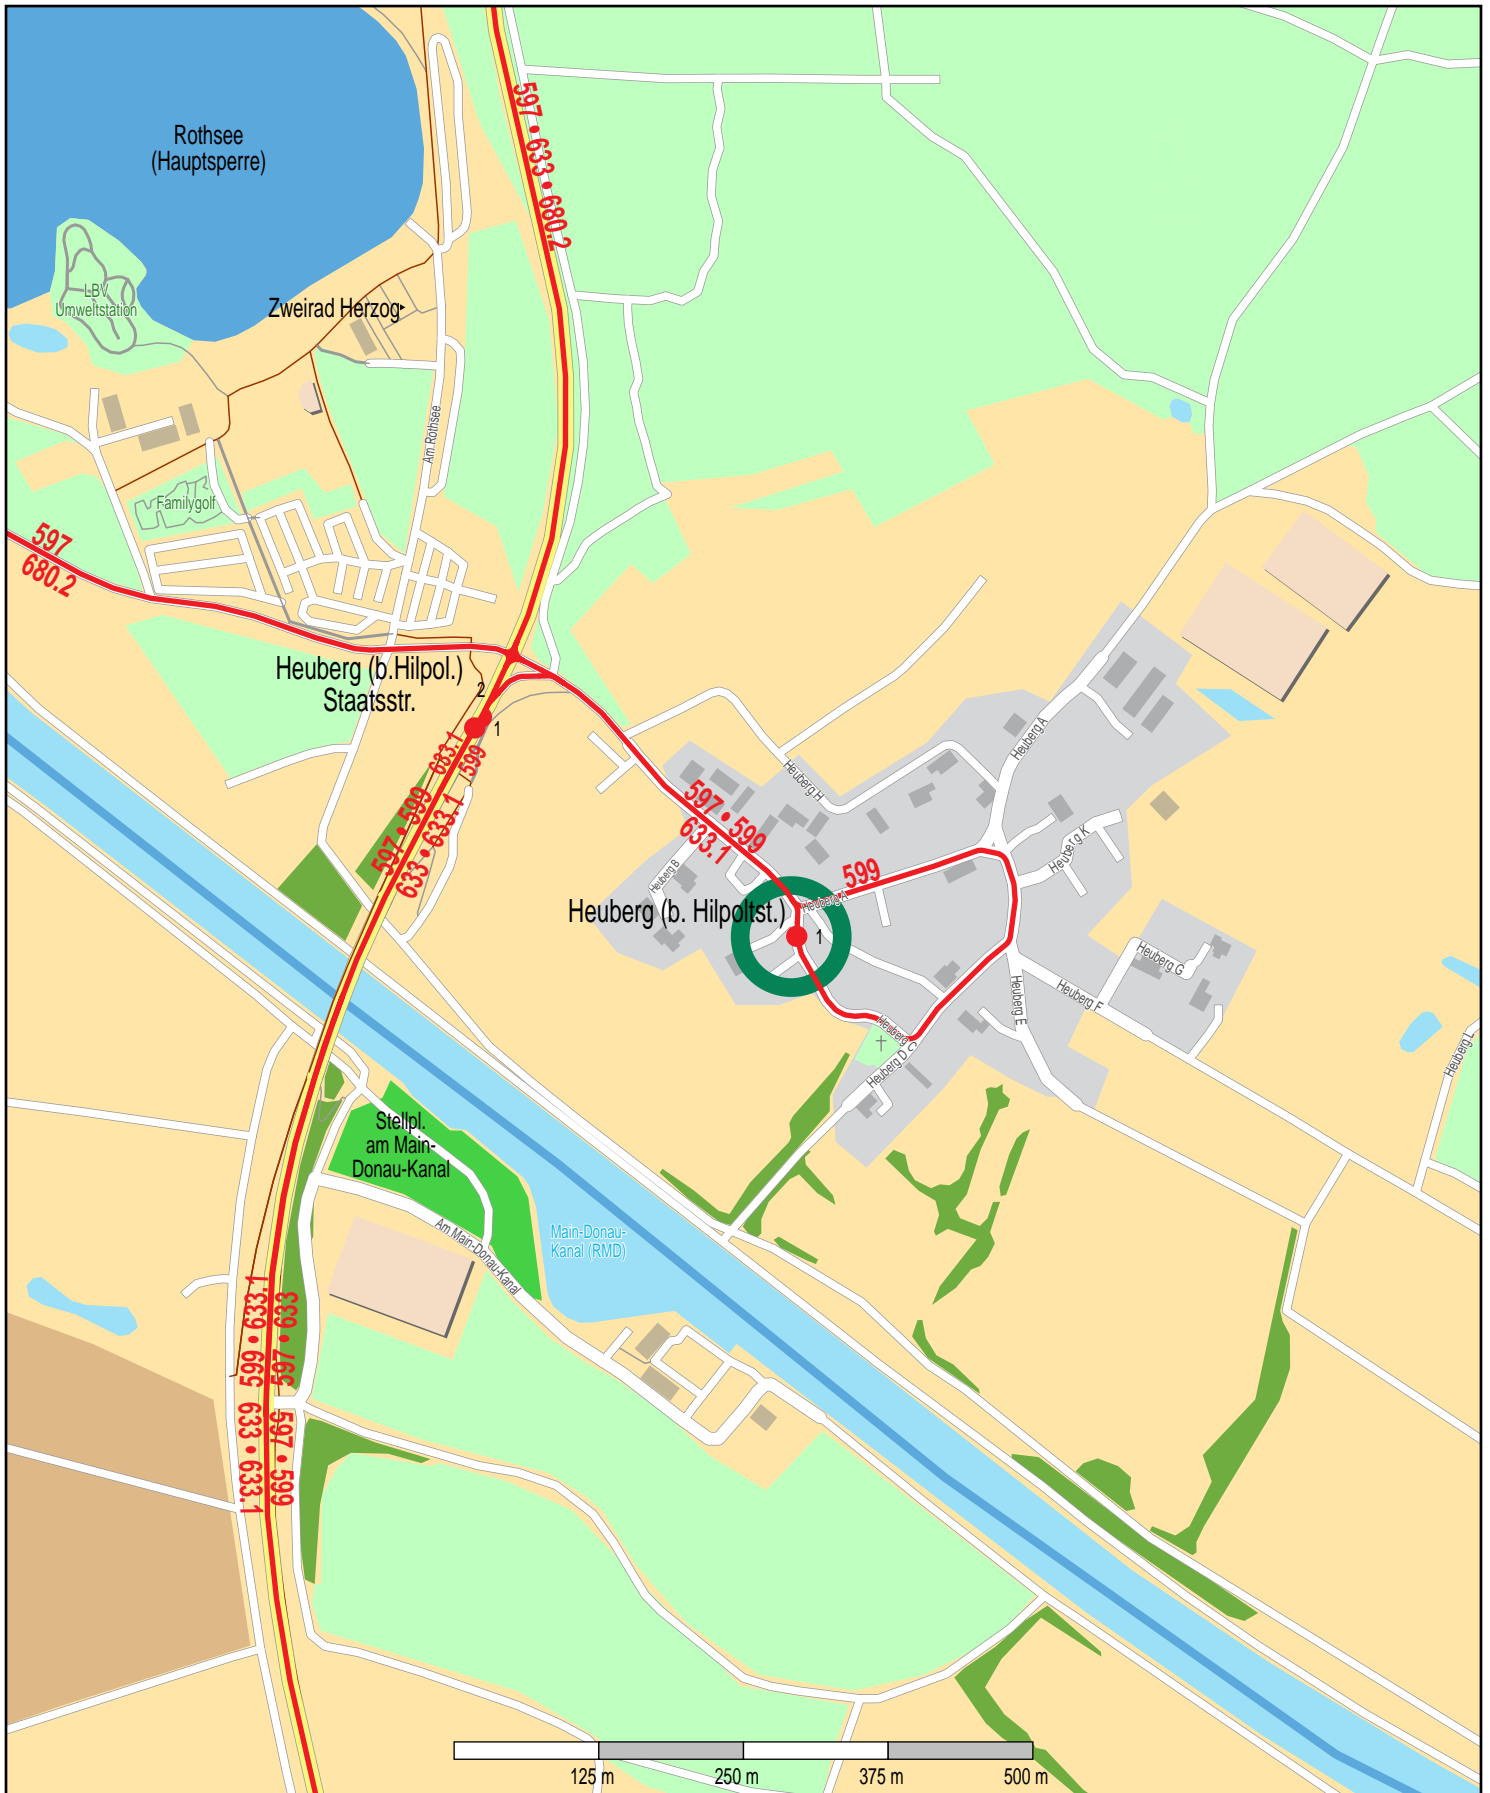 597 • 633 • 680.2
Rothsee
(Hauptsperre)
LBV
Umweltstation
Zweirad Herzog
Am Rothsee
Familygolf
597
680.2
Heuberg (b.Hilpol.)
Staatsstr.
2
1
683.1
599
597 • 599
633 • 633.1
Heuberg A
Heuberg H
597 • 599
633.1
Heuberg B
599
Heuberg K
Heuberg A
Heuberg (b. Hilpoltst.)
1
Heuberg G
Heuberg F
Heuberg E
Heuberg C
Heuberg D
Heuberg L
Stellpl.
am Main-
Donau-Kanal
Am Main-Donau-Kanal
Main-Donau-
Kanal (RMD)
599 • 633.1
597 • 633
633 • 633.1
597 • 599
125 m
250 m
375 m
500 m